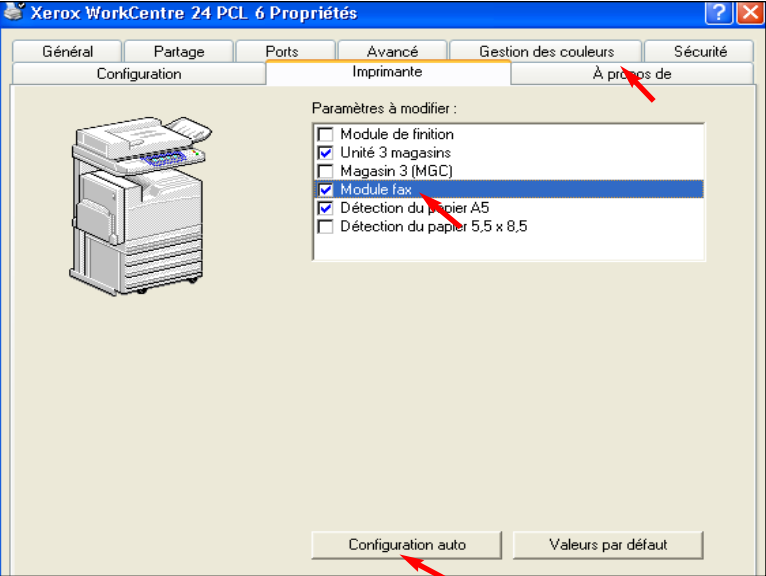 Xerox WorkCentre 24 PCL 6 Propriétés
Général Partage Ports Avancé Gestion des couleurs Sécurité
Configuration Imprimante À propos de
Paramètres à modifier :
Module de finition
Unité 3 magasins
Magasin 3 (MGC)
Module fax
Détection du papier A5
Détection du papier 5,5 x 8,5
Configuration auto Valeurs par défaut